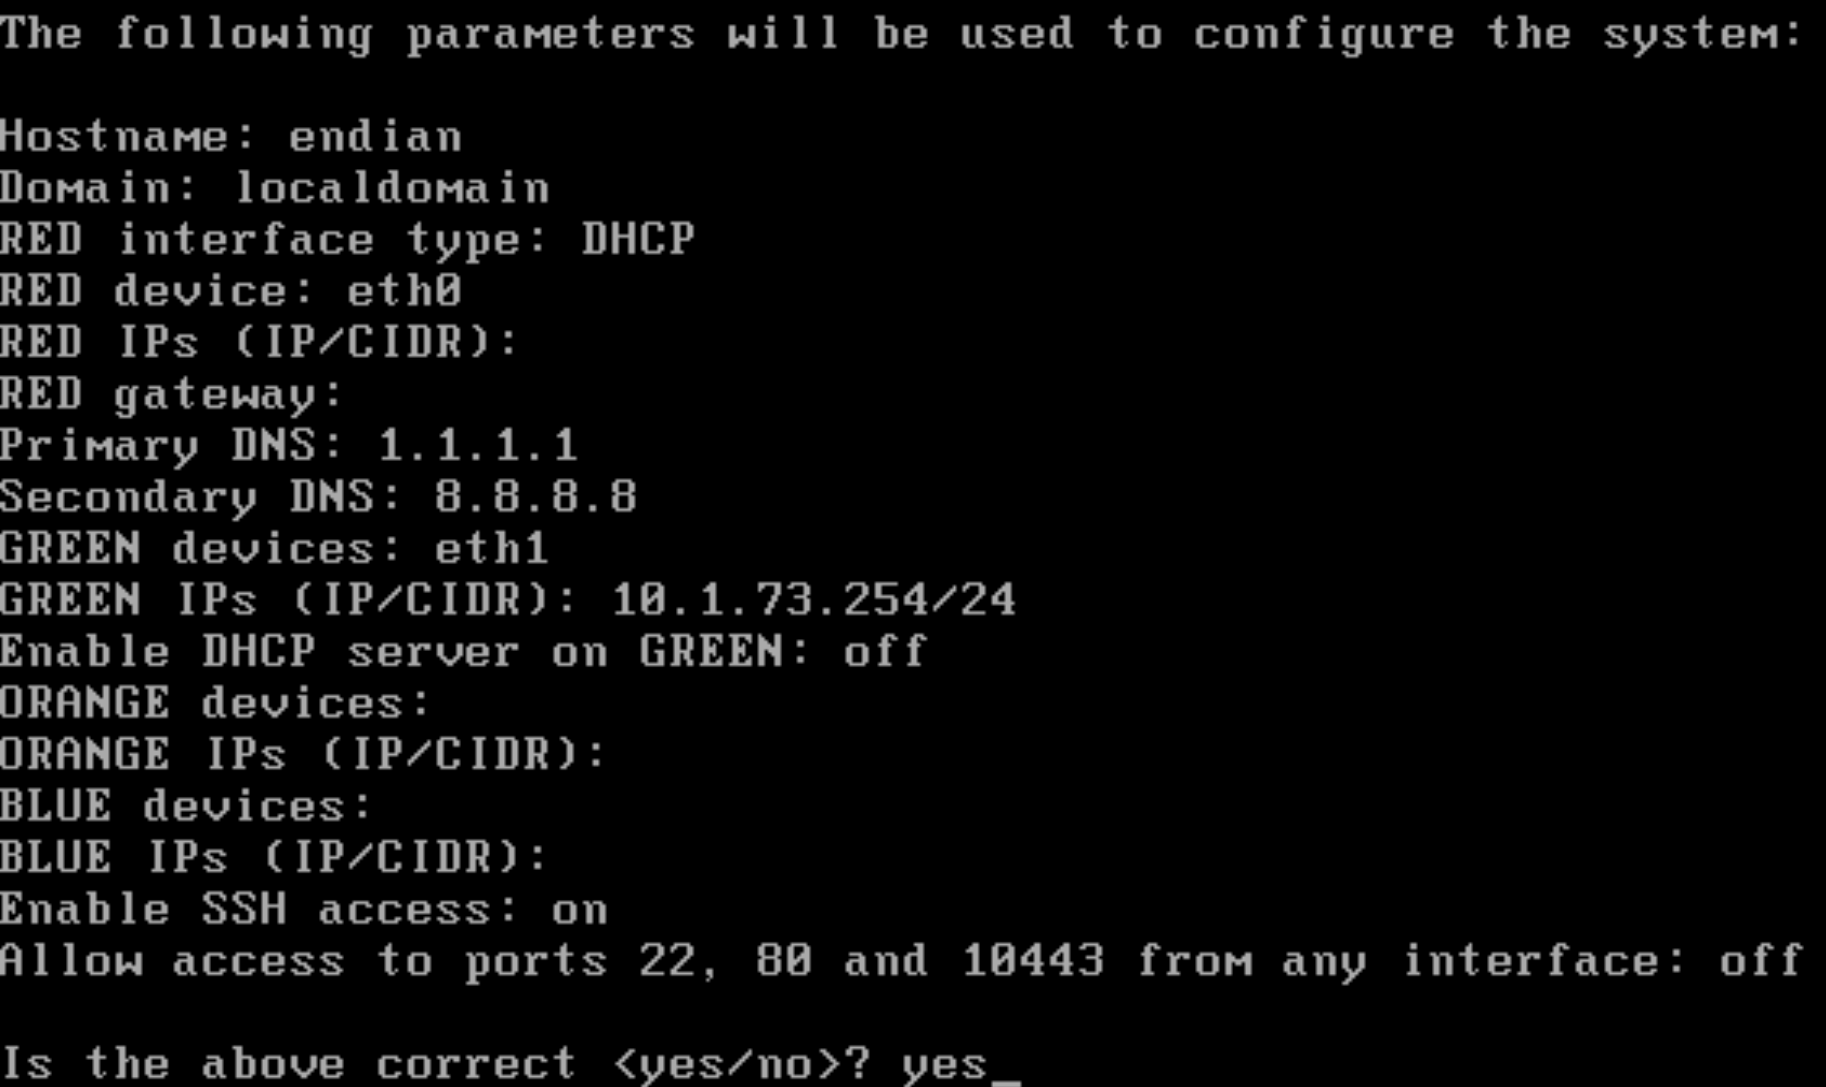 The following parameters will be used to configure the system:
Hostname: endian
Domain: localdomain
RED interface type: DHCP
RED device: eth0
RED IPs (IP/CIDR):
RED gateway:
Primary DNS: 1.1.1.1
Secondary DNS: 8.8.8.8
GREEN devices: eth1
GREEN IPs (IP/CIDR): 10.1.73.254/24
Enable DHCP server on GREEN: off
ORANGE devices:
ORANGE IPs (IP/CIDR):
BLUE devices:
BLUE IPs (IP/CIDR):
Enable SSH access: on
Allow access to ports 22, 80 and 10443 from any interface: off
Is the above correct <yes/no>? yes_